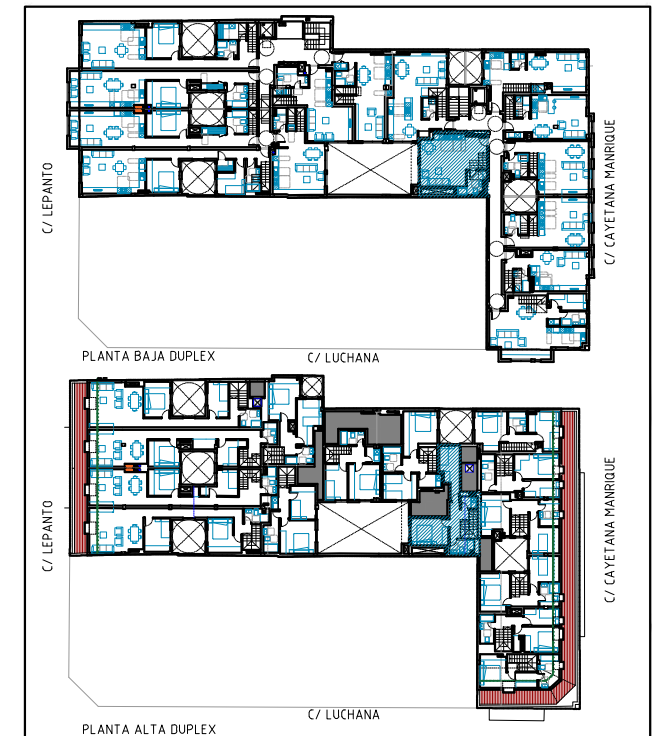 C/ LEPANTO
C/ CAYETANA MANRIQUE
PLANTA BAJA DUPLEX
C/ LUCHANA
C/ LEPANTO
C/ CAYETANA MANRIQUE
C/ LUCHANA
PLANTA ALTA DUPLEX